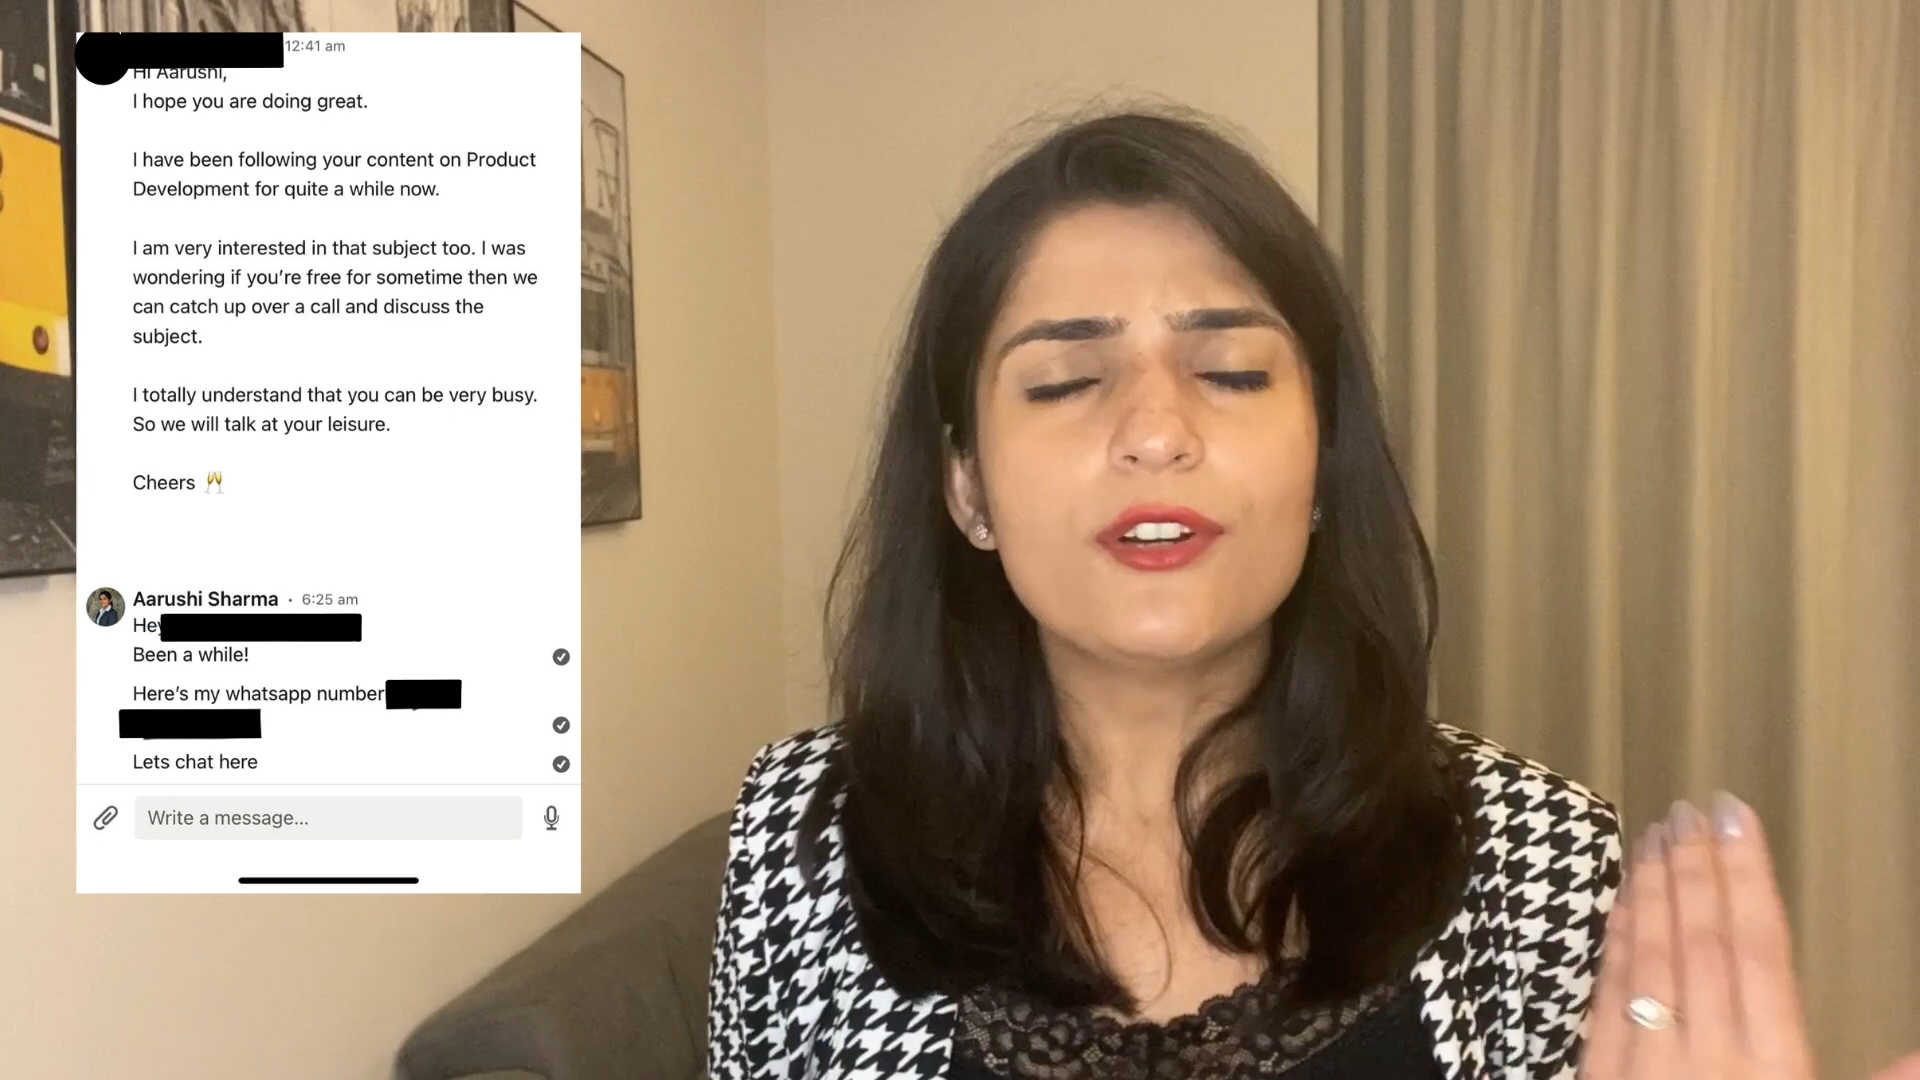 12:41 am
Hi Aarushi,
I hope you are doing great.
I have been following your content on Product
Development for quite a while now.
I am very interested in that subject too. I was
wondering if you're free for sometime then we
can catch up over a call and discuss the
subject.
I totally understand that you can be very busy.
So we will talk at your leisure.
Cheers 🥂
Aarushi Sharma • 6:25 am
Hey
Been a while!
Here's my whatsapp number
Lets chat here
Write a message...